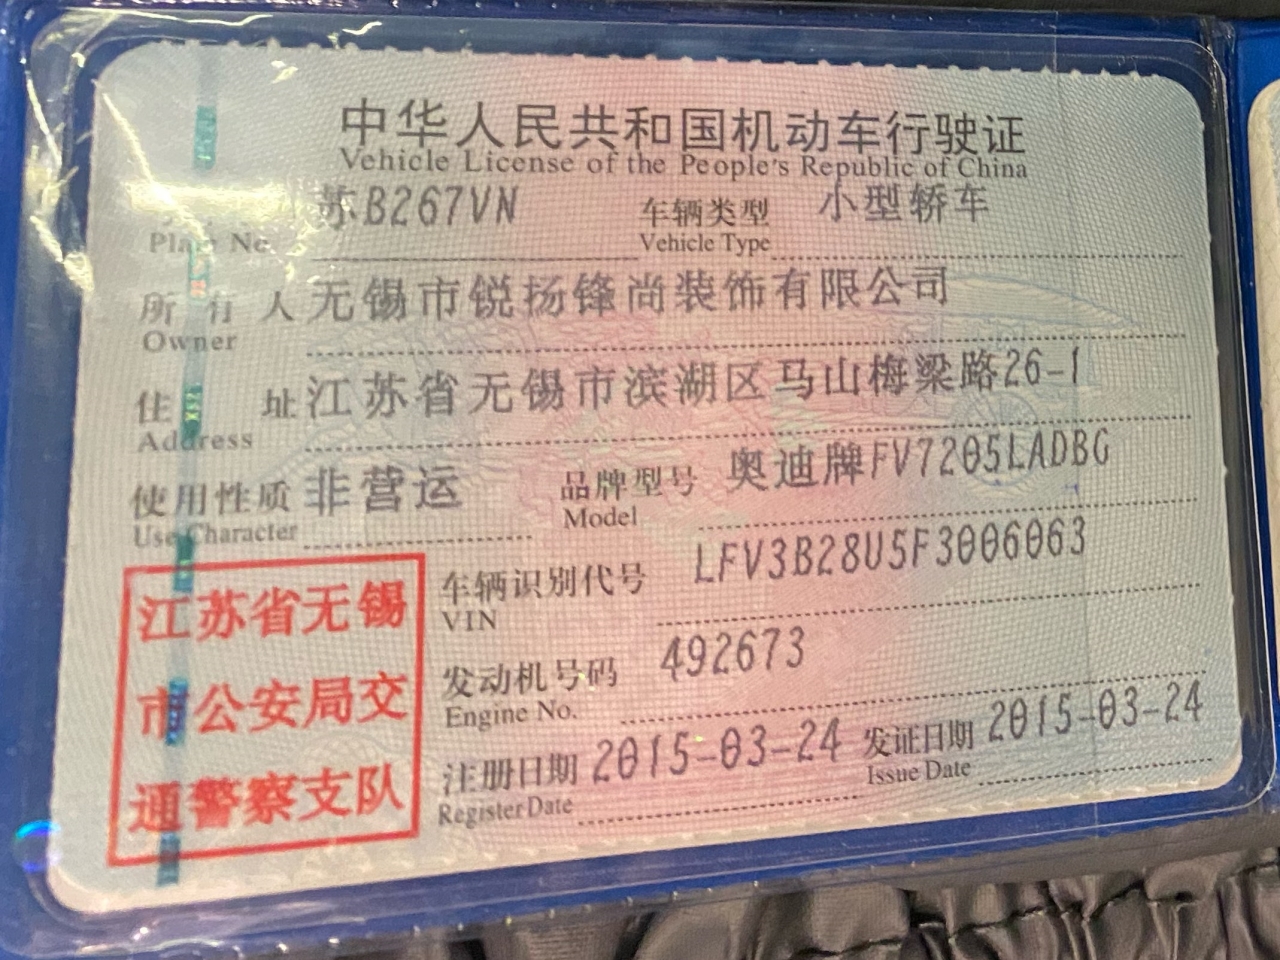 中华人民共和国机动车行驶证
Vehicle License of the People's Republic of China
苏B267VN 车辆类型 小型轿车
Plate No. Vehicle Type
所有人 无锡市锐扬锋尚装饰有限公司
Owner
住址 江苏省无锡市滨湖区马山梅梁路26-1
Address
使用性质 非营运 品牌型号 奥迪牌FV7205LADBG
Use Character Model
江苏省无锡
市公安局交
通警察支队
车辆识别代号 LFV3B28U5F3006063
VIN
发动机号码 492673
Engine No.
注册日期 2015-03-24 发证日期 2015-03-24
Register Date Issue Date